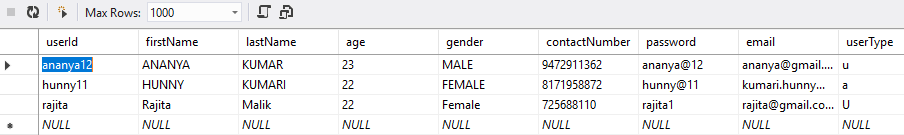 Max Rows: 1000
userId firstName lastName age gender contactNumber password email userType
ananya12 ANANYA KUMAR 23 MALE 9472911362 ananya@12 ananya@gmail.... u
hunny11 HUNNY KUMARI 22 FEMALE 8171958872 hunny@11 kumari.hunny... a
rajita Rajita Malik 22 Female 725688110 rajita1 rajita@gmail.co... U
NULL NULL NULL NULL NULL NULL NULL NULL NULL